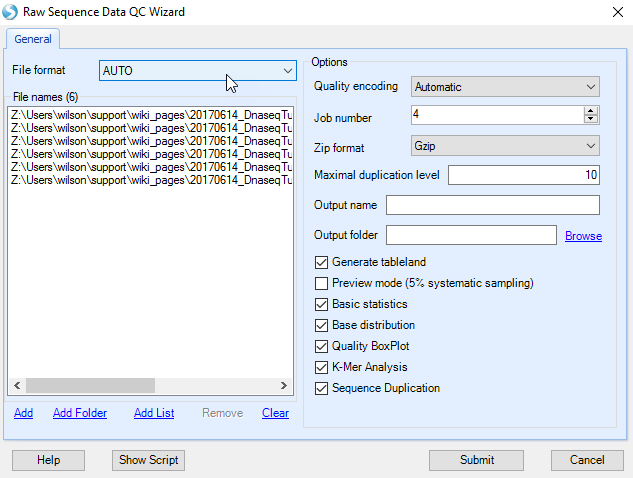 Raw Sequence Data QC Wizard
General
File format AUTO
File names (6)
Z:\Users\wilson\support\wiki_pages\20170614_DnaseqTu
Z:\Users\wilson\support\wiki_pages\20170614_DnaseqTu
Z:\Users\wilson\support\wiki_pages\20170614_DnaseqTu
Z:\Users\wilson\support\wiki_pages\20170614_DnaseqTu
Z:\Users\wilson\support\wiki_pages\20170614_DnaseqTu
Z:\Users\wilson\support\wiki_pages\20170614_DnaseqTu
Add Add Folder Add List Remove Clear
Options
Quality encoding Automatic
Job number 4
Zip format Gzip
Maximal duplication level 10
Output name
Output folder Browse
Generate tableland
Preview mode (5% systematic sampling)
Basic statistics
Base distribution
Quality BoxPlot
K-Mer Analysis
Sequence Duplication
Help Show Script Submit Cancel